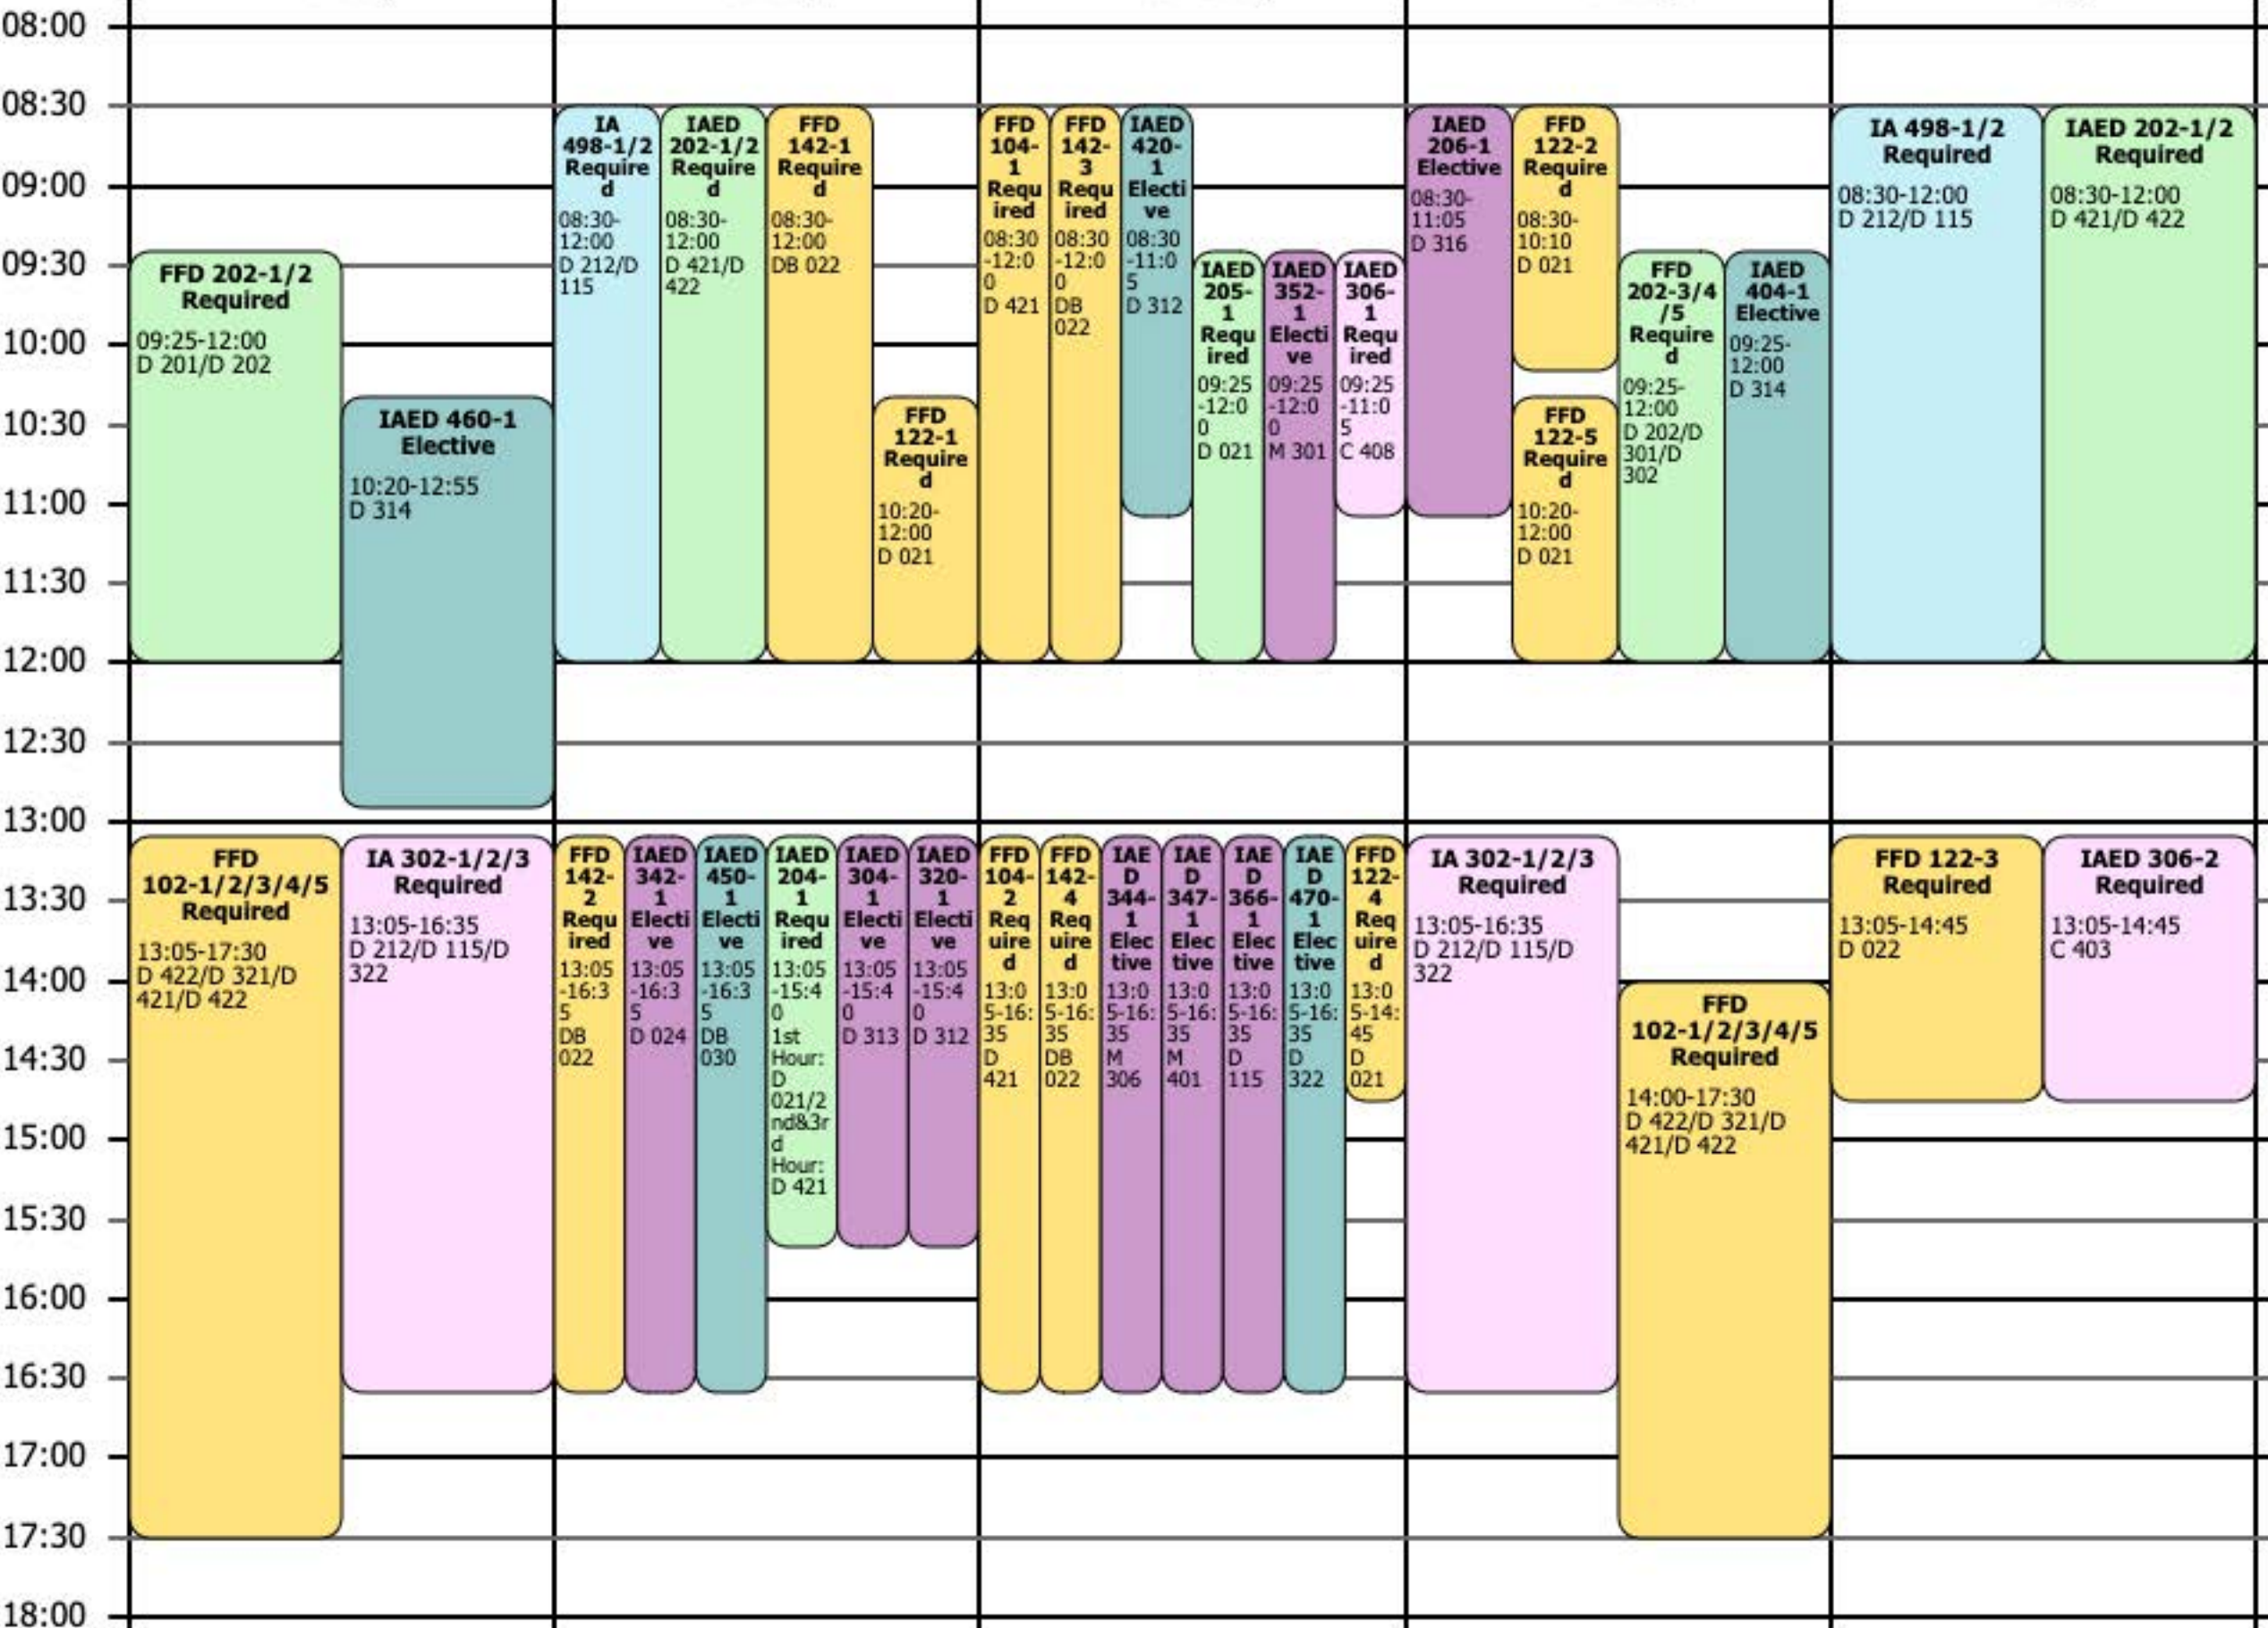 08:00
08:30
09:00
09:30
10:00
10:30
11:00
11:30
12:00
12:30
13:00
13:30
14:00
14:30
15:00
15:30
16:00
16:30
17:00
17:30
18:00
FFD 202-1/2
Required
09:25-12:00
D 201/D 202
IAED 460-1
Elective
10:20-12:55
D 314
FFD
102-1/2/3/4/5
Required
13:05-17:30
D 422/D 321/D
421/D 422
IA 302-1/2/3
Required
13:05-16:35
D 212/D 115/D
322
IA
498-1/2
Require
d
08:30-
12:00
D 212/D
115
IAED
202-1/2
Require
d
08:30-
12:00
D 421/D
422
FFD
142-1
Require
d
08:30-
12:00
DB 022
FFD
122-1
Require
d
10:20-
12:00
D 021
FFD
142-
2
Requ
ired
13:05
-16:3
5
DB
022
IAED
342-
1
Electi
ve
13:05
-16:3
5
D 024
IAED
450-
1
Electi
ve
13:05
-16:3
5
DB
030
IAED
204-
1
Requ
ired
13:05
-15:4
0
1st
Hour:
D
021/2
nd&3r
d
Hour:
D 421
IAED
304-
1
Electi
ve
13:05
-15:4
0
D 313
IAED
320-
1
Electi
ve
13:05
-15:4
0
D 312
FFD
104-
1
Requ
ired
08:30
-12:0
0
D 421
FFD
142-
3
Requ
ired
08:30
-12:0
0
DB
022
IAED
420-
1
Electi
ve
08:30
-11:0
5
D 312
IAED
205-
1
Requ
ired
09:25
-12:0
0
D 021
IAED
352-
1
Electi
ve
09:25
-12:0
0
M 301
IAED
306-
1
Requ
ired
09:25
-11:0
5
C 408
FFD
104-
2
Req
uire
d
13:0
5-16:
35
D
421
FFD
142-
4
Req
uire
d
13:0
5-16:
35
DB
022
IAE
D
344-
1
Elec
tive
13:0
5-16:
35
M
306
IAE
D
347-
1
Elec
tive
13:0
5-16:
35
M
401
IAE
D
366-
1
Elec
tive
13:0
5-16:
35
D
115
IAE
D
470-
1
Elec
tive
13:0
5-16:
35
D
322
FFD
122-
4
Req
uire
d
13:0
5-14:
45
D
021
IAED
206-1
Elective
08:30-
11:05
D 316
FFD
122-2
Require
d
08:30-
10:10
D 021
FFD
122-5
Require
d
10:20-
12:00
D 021
FFD
202-3/4
/5
Require
d
09:25-
12:00
D 202/D
301/D
302
IAED
404-1
Elective
09:25-
12:00
D 314
IA 302-1/2/3
Required
13:05-16:35
D 212/D 115/D
322
FFD
102-1/2/3/4/5
Required
14:00-17:30
D 422/D 321/D
421/D 422
IA 498-1/2
Required
08:30-12:00
D 212/D 115
IAED 202-1/2
Required
08:30-12:00
D 421/D 422
FFD 122-3
Required
13:05-14:45
D 022
IAED 306-2
Required
13:05-14:45
C 403